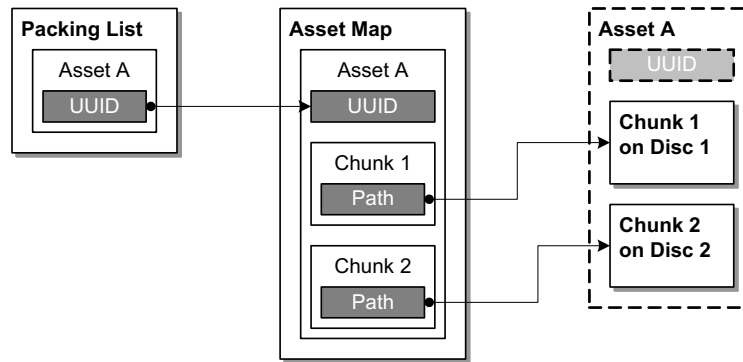 Packing List
Asset A
UUID
Asset Map
Asset A
UUID
Chunk 1
Path
Chunk 2
Path
Asset A
UUID
Chunk 1
on Disc 1
Chunk 2
on Disc 2